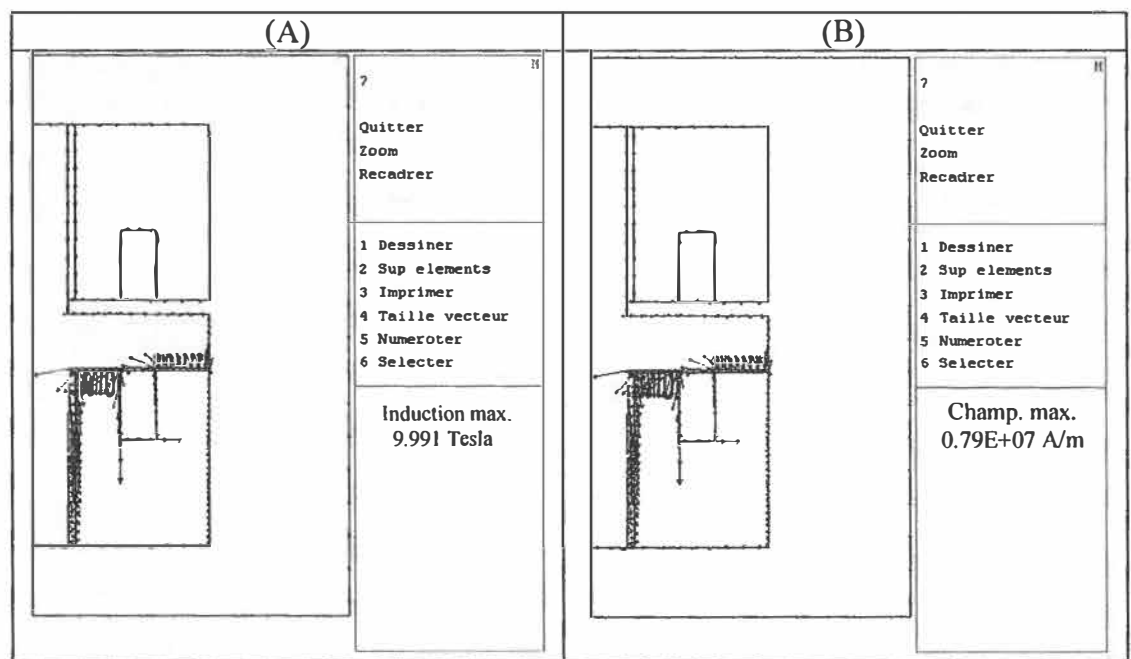 (A)
M
?
Quitter
Zoom
Recadrer
1 Dessiner
2 Sup elements
3 Imprimer
4 Taille vecteur
5 Numeroter
6 Selecter
Induction max.
9.991 Tesla
(B)
M
?
Quitter
Zoom
Recadrer
1 Dessiner
2 Sup elements
3 Imprimer
4 Taille vecteur
5 Numeroter
6 Selecter
Champ. max.
0.79E+07 A/m